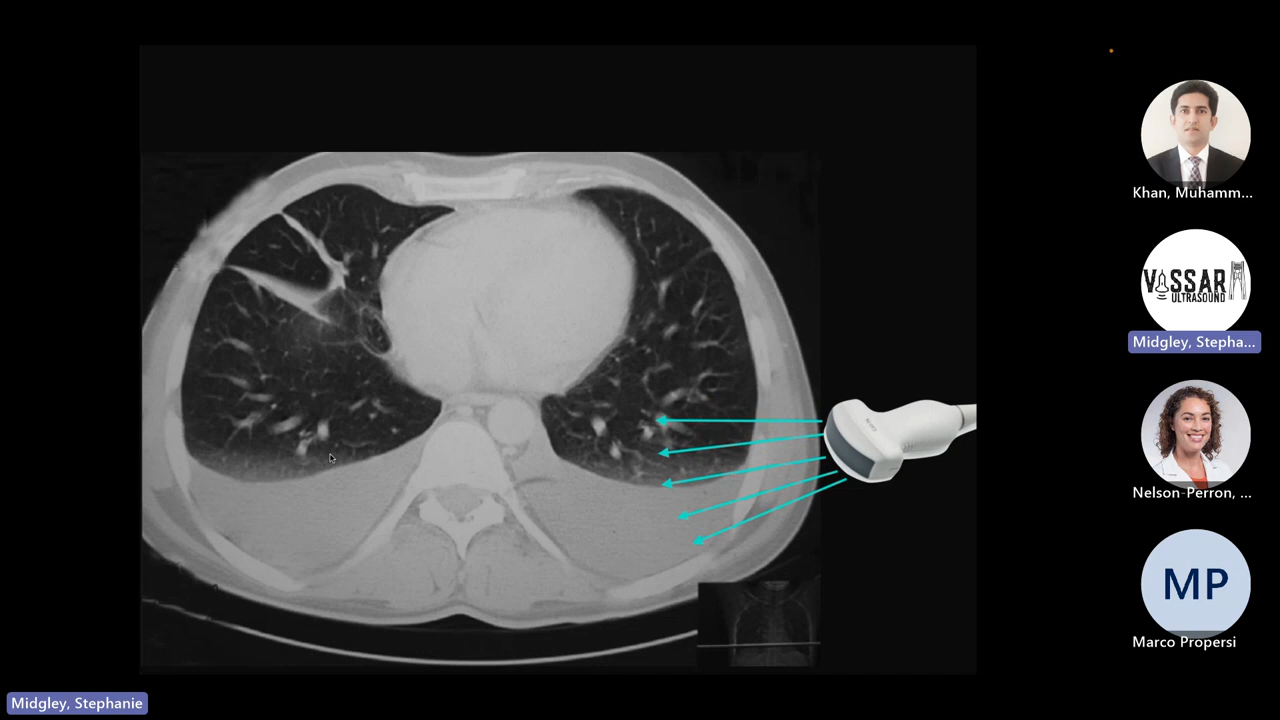 Khan, Muhamm...
VASSAR
ULTRASOUND
Midgley, Stepha...
Nelson-Perron, ...
MP
Marco Propersi
Midgley, Stephanie